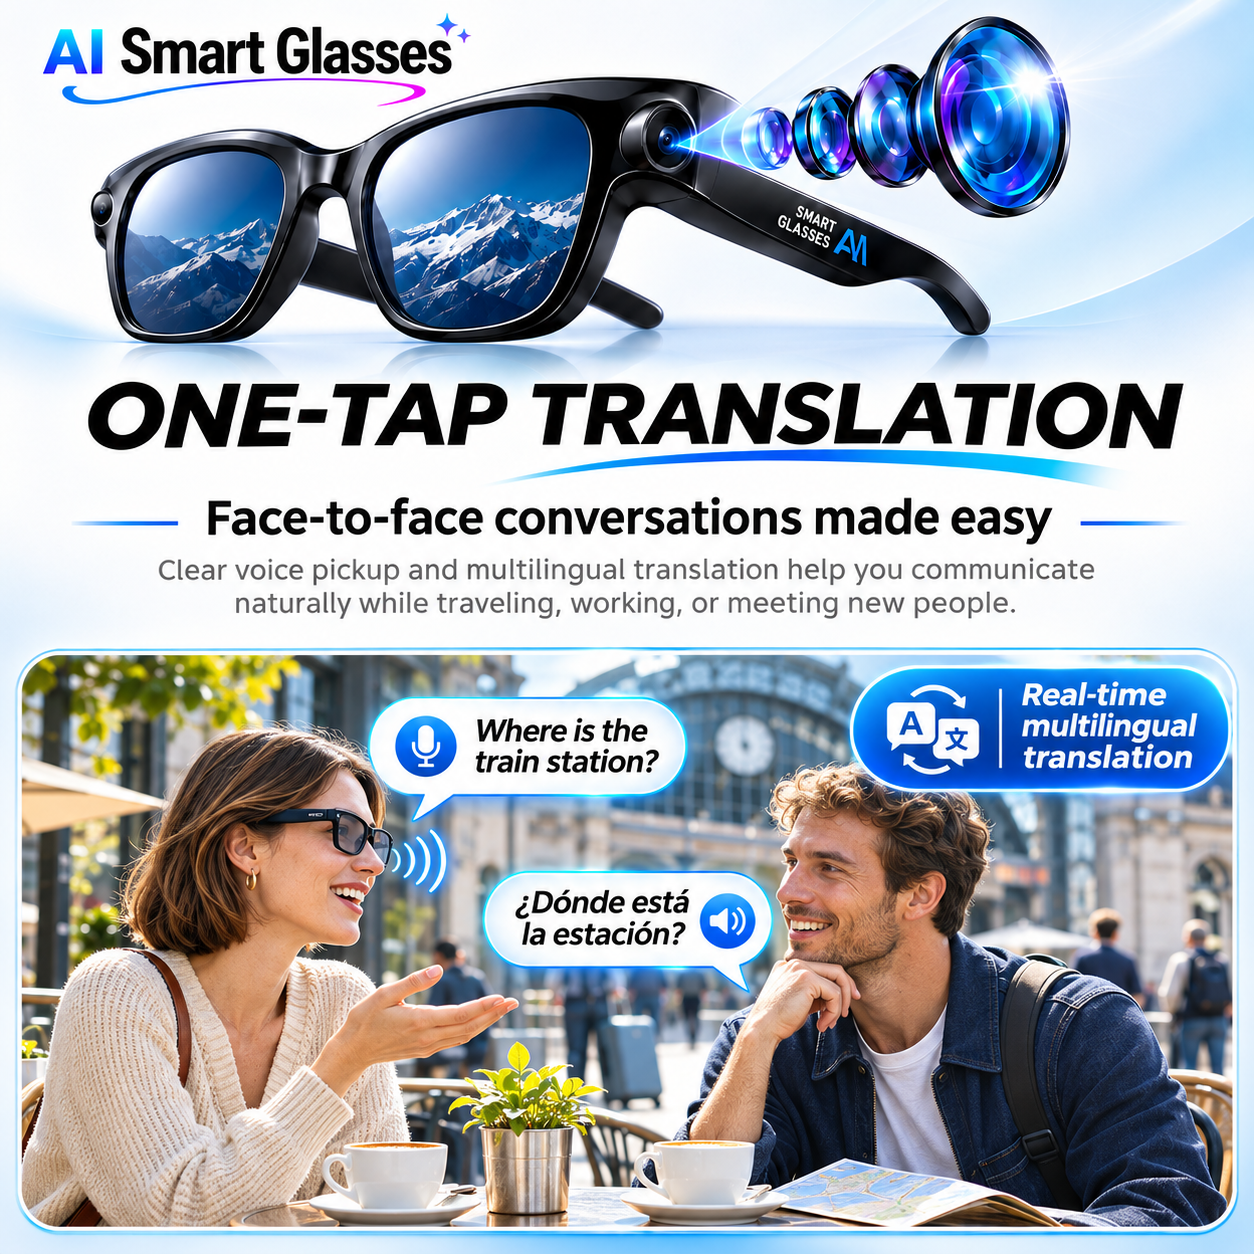 AI Smart Glasses
SMART
GLASSES AI
ONE-TAP TRANSLATION
Face-to-face conversations made easy
Clear voice pickup and multilingual translation help you communicate
naturally while traveling, working, or meeting new people.
Where is the
train station?
A 文
Real-time
multilingual
translation
¿Dónde está
la estación?